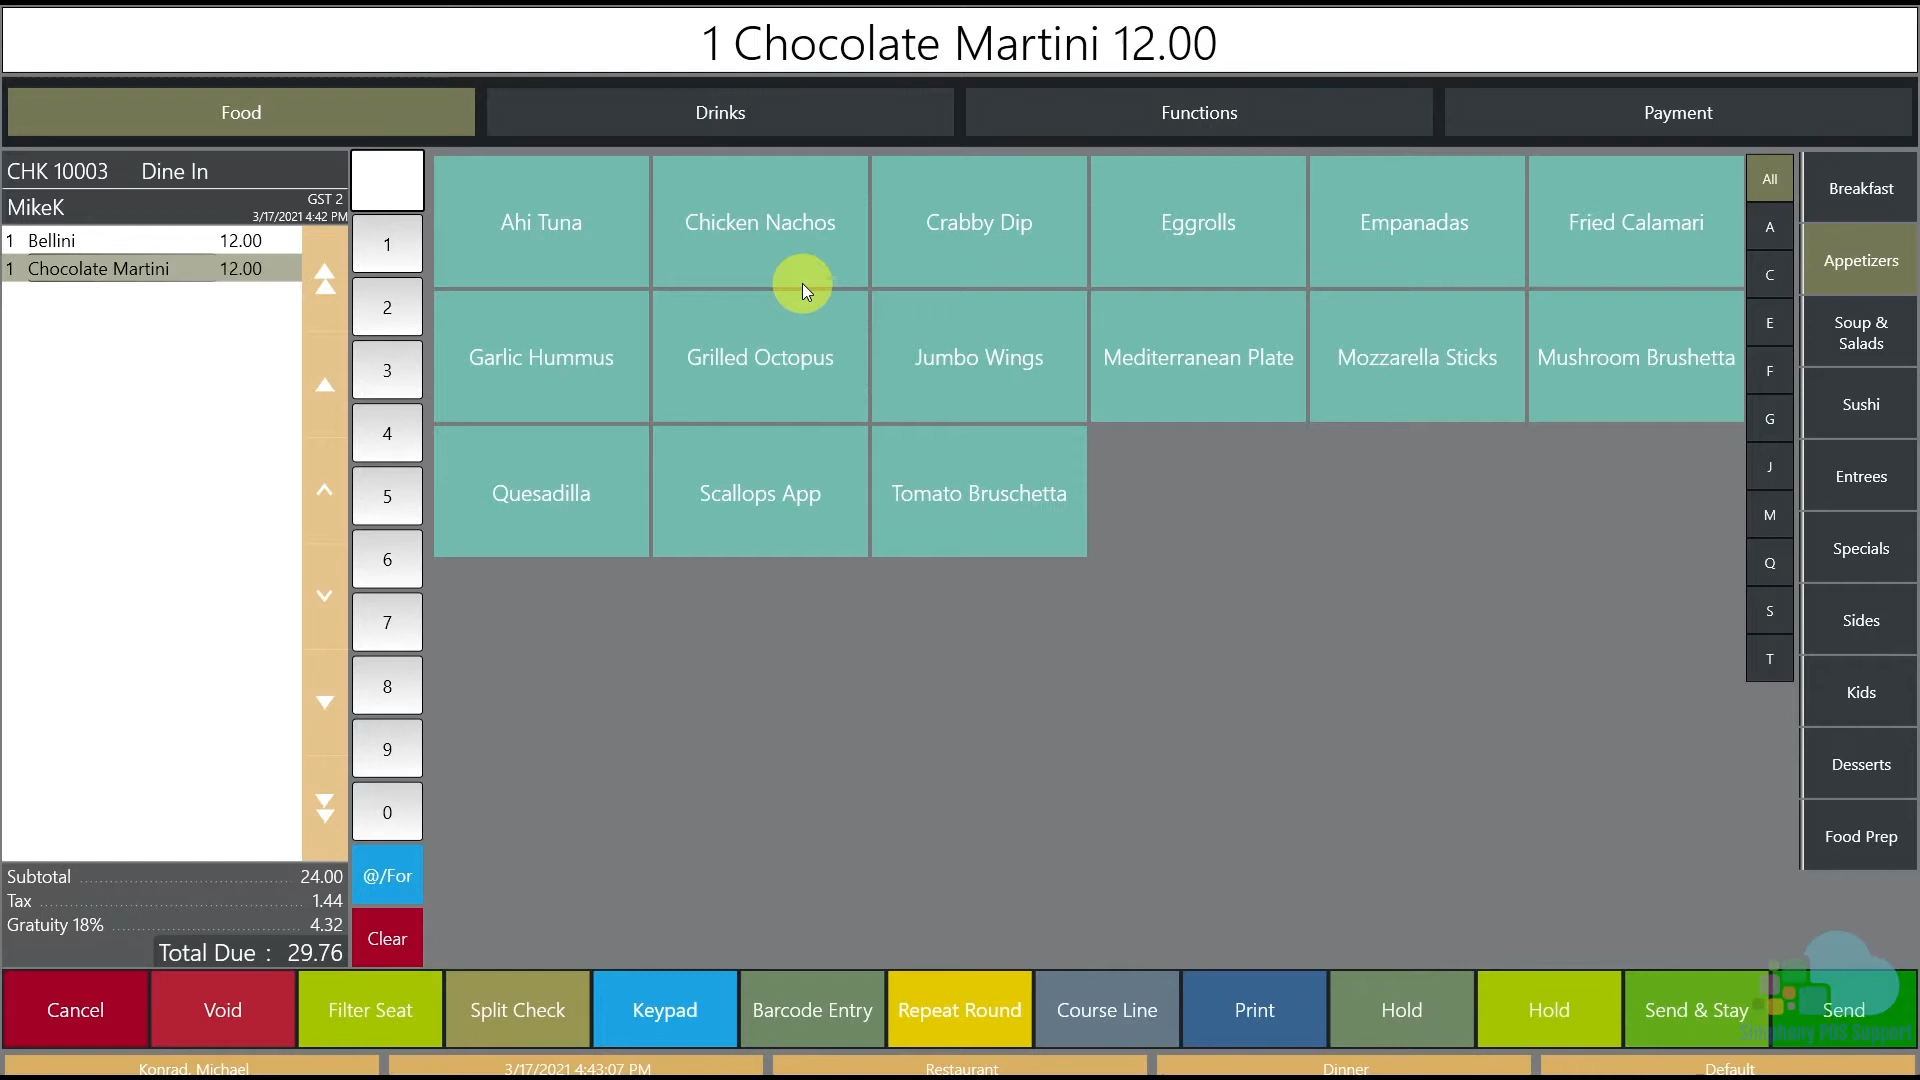 1 Chocolate Martini 12.00
Food
Drinks
Functions
Payment
CHK 10003 Dine In
MikeK
GST 2
3/17/2021 4:42 PM
1 Bellini 12.00
1 Chocolate Martini 12.00
Subtotal 24.00
Tax 1.44
Gratuity 18% 4.32
Total Due : 29.76
1
2
3
4
5
6
7
8
9
0
@/For
Clear
Ahi Tuna
Chicken Nachos
Crabby Dip
Eggrolls
Empanadas
Fried Calamari
Garlic Hummus
Grilled Octopus
Jumbo Wings
Mediterranean Plate
Mozzarella Sticks
Mushroom Brushetta
Quesadilla
Scallops App
Tomato Bruschetta
All
A
C
E
F
G
J
M
Q
S
T
Breakfast
Appetizers
Soup &
Salads
Sushi
Entrees
Specials
Sides
Kids
Desserts
Food Prep
Cancel
Void
Filter Seat
Split Check
Keypad
Barcode Entry
Repeat Round
Course Line
Print
Hold
Hold
Send & Stay
Send
Simphony POS Support
Konrad, Michael
3/17/2021 4:43:07 PM
Restaurant
Dinner
Default